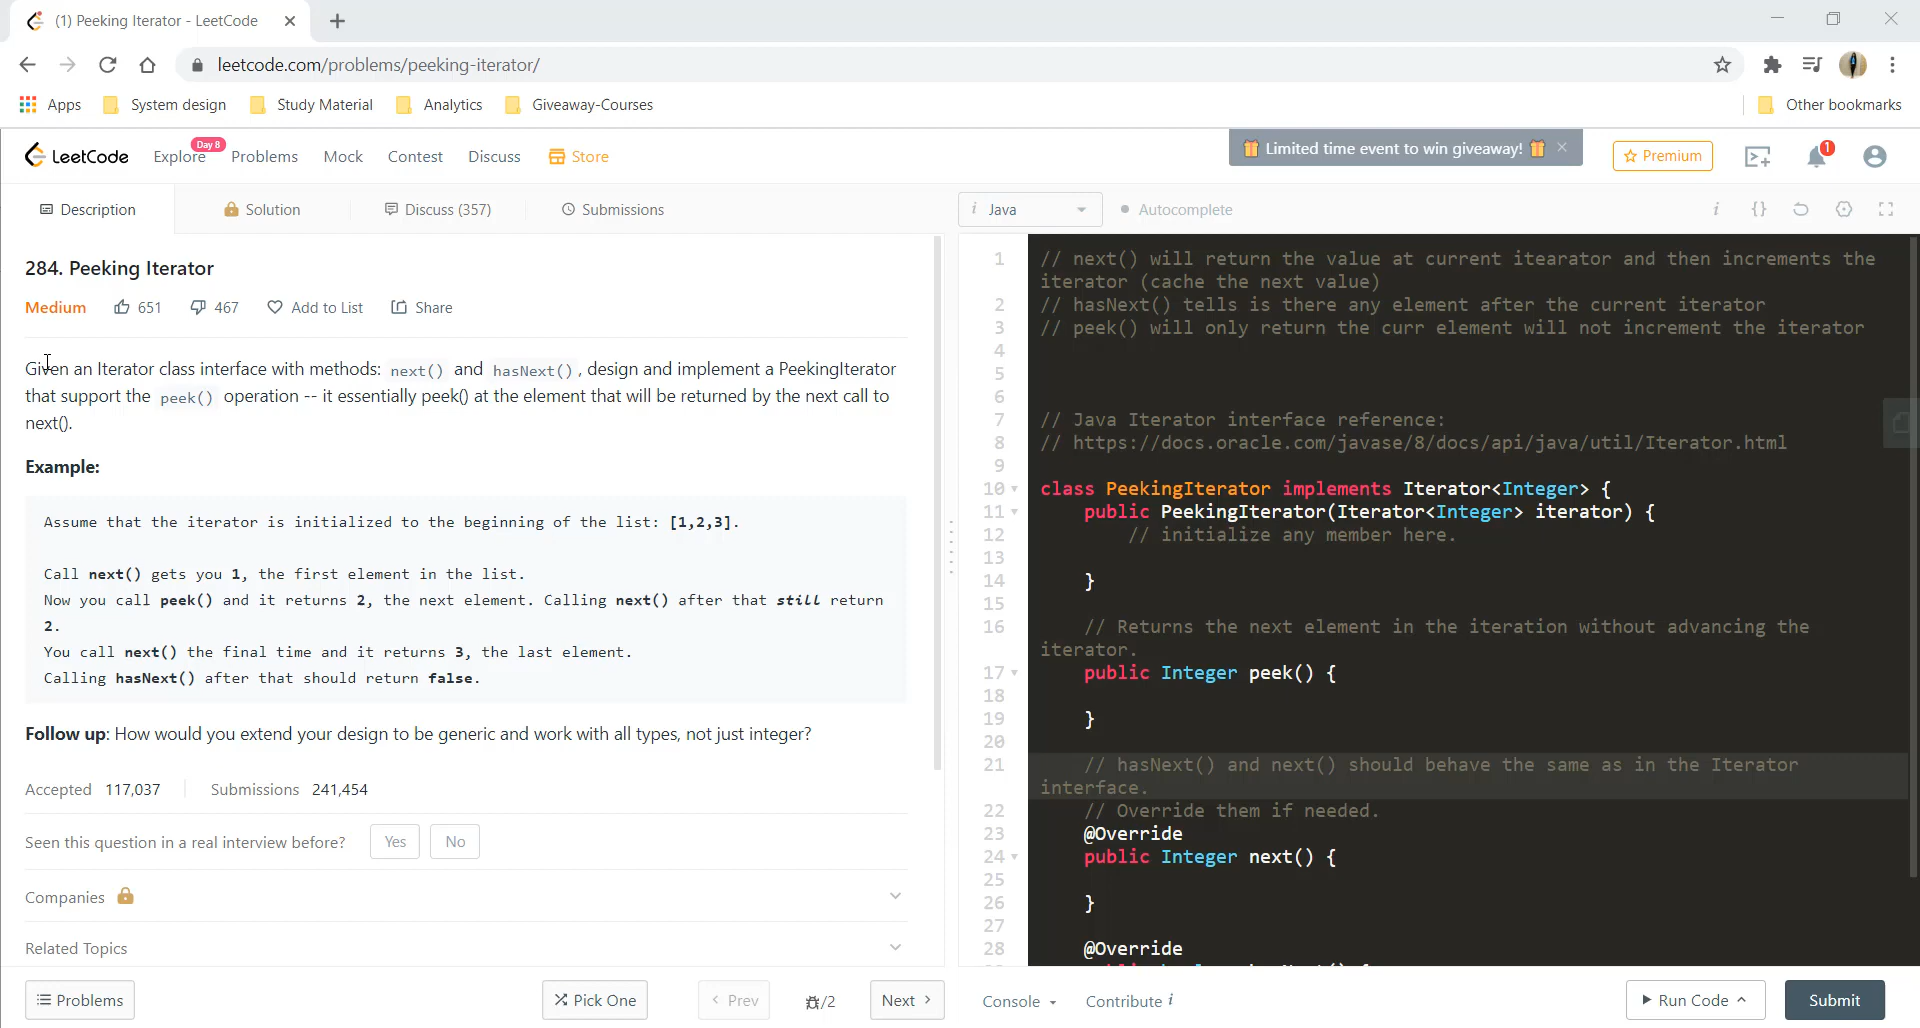 (1) Peeking Iterator - LeetCode
leetcode.com/problems/peeking-iterator/
Apps System design Study Material Analytics Giveaway-Courses Other bookmarks
LeetCode Explore Day 8 Problems Mock Contest Discuss Store Limited time event to win giveaway! Premium 1
Description Solution Discuss (357) Submissions
284. Peeking Iterator
Medium 651 467 Add to List Share
Given an Iterator class interface with methods: next() and hasNext(), design and implement a PeekingIterator
that support the peek() operation -- it essentially peek() at the element that will be returned by the next call to
next().
Example:
Assume that the iterator is initialized to the beginning of the list: [1,2,3].
Call next() gets you 1, the first element in the list.
Now you call peek() and it returns 2, the next element. Calling next() after that still return
2.
You call next() the final time and it returns 3, the last element.
Calling hasNext() after that should return false.
Follow up: How would you extend your design to be generic and work with all types, not just integer?
Accepted 117,037 Submissions 241,454
Seen this question in a real interview before? Yes No
Companies
Related Topics
Problems Pick One Prev /2 Next
i Java Autocomplete i {}
1 // next() will return the value at current itearator and then increments the
iterator (cache the next value)
2 // hasNext() tells is there any element after the current iterator
3 // peek() will only return the curr element will not increment the iterator
4
5
6
7 // Java Iterator interface reference:
8 // https://docs.oracle.com/javase/8/docs/api/java/util/Iterator.html
9
10 class PeekingIterator implements Iterator<Integer> {
11 public PeekingIterator(Iterator<Integer> iterator) {
12 // initialize any member here.
13
14 }
15
16 // Returns the next element in the iteration without advancing the
iterator.
17 public Integer peek() {
18
19 }
20
21 // hasNext() and next() should behave the same as in the Iterator
interface.
22 // Override them if needed.
23 @Override
24 public Integer next() {
25
26 }
27
28 @Override
Console Contribute i Run Code Submit